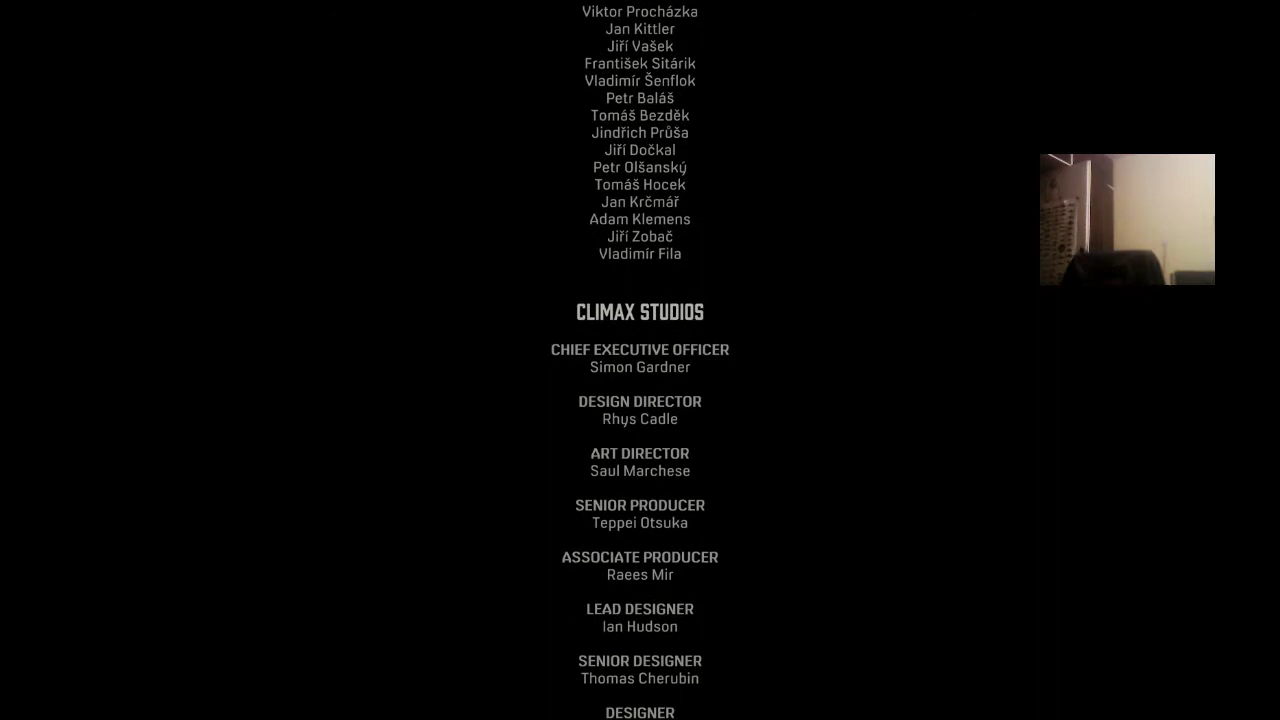 Viktor Procházka
Jan Kittler
Jiří Vašek
František Sitárik
Vladimír Šenflok
Petr Baláš
Tomáš Bezděk
Jindřich Průša
Jiří Dočkal
Petr Olšanský
Tomáš Hocek
Jan Krčmář
Adam Klemens
Jiří Zobač
Vladimír Fila
CLIMAX STUDIOS
CHIEF EXECUTIVE OFFICER
Simon Gardner
DESIGN DIRECTOR
Rhys Cadle
ART DIRECTOR
Saul Marchese
SENIOR PRODUCER
Teppei Otsuka
ASSOCIATE PRODUCER
Raees Mir
LEAD DESIGNER
Ian Hudson
SENIOR DESIGNER
Thomas Cherubin
DESIGNER